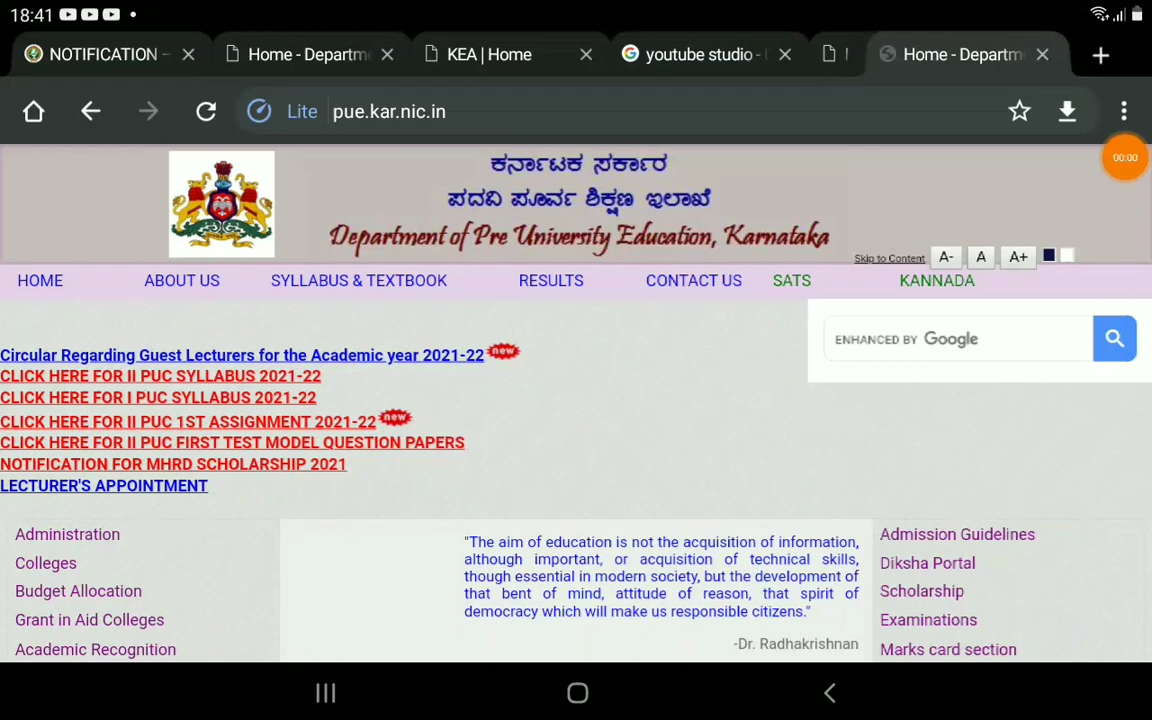 18:41
NOTIFICATION
Home - Departm
KEA | Home
youtube studio -
Home - Departm
Lite pue.kar.nic.in
00:00
ಕರ್ನಾಟಕ ಸರ್ಕಾರ
ಪದವಿ ಪೂರ್ವ ಶಿಕ್ಷಣ ಇಲಾಖೆ
Department of Pre University Education, Karnataka
Skip to Content A- A A+
HOME ABOUT US SYLLABUS & TEXTBOOK RESULTS CONTACT US SATS KANNADA
ENHANCED BY Google
Circular Regarding Guest Lecturers for the Academic year 2021-22 new
CLICK HERE FOR II PUC SYLLABUS 2021-22
CLICK HERE FOR I PUC SYLLABUS 2021-22
CLICK HERE FOR II PUC 1ST ASSIGNMENT 2021-22 new
CLICK HERE FOR II PUC FIRST TEST MODEL QUESTION PAPERS
NOTIFICATION FOR MHRD SCHOLARSHIP 2021
LECTURER'S APPOINTMENT
Administration
Colleges
Budget Allocation
Grant in Aid Colleges
Academic Recognition
"The aim of education is not the acquisition of information,
although important, or acquisition of technical skills,
though essential in modern society, but the development of
that bent of mind, attitude of reason, that spirit of
democracy which will make us responsible citizens."
-Dr. Radhakrishnan
Admission Guidelines
Diksha Portal
Scholarship
Examinations
Marks card section